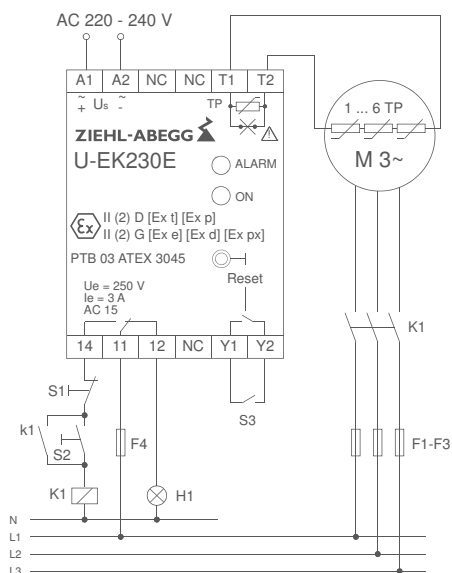 AC 220 - 240 V
A1 A2 NC NC T1 T2
~ ~
+ Us -
TP
1 ... 6 TP
ZIEHL-ABEGG
M 3~
U-EK230E
ALARM
ON
Ex
II (2) D [Ex t] [Ex p]
II (2) G [Ex e] [Ex d] [Ex px]
PTB 03 ATEX 3045
Reset
Ue = 250 V
Ie = 3 A
AC 15
K1
14 11 12 NC Y1 Y2
S1
S3
k1
S2
F4
F1-F3
K1
H1
N
L1
L2
L3